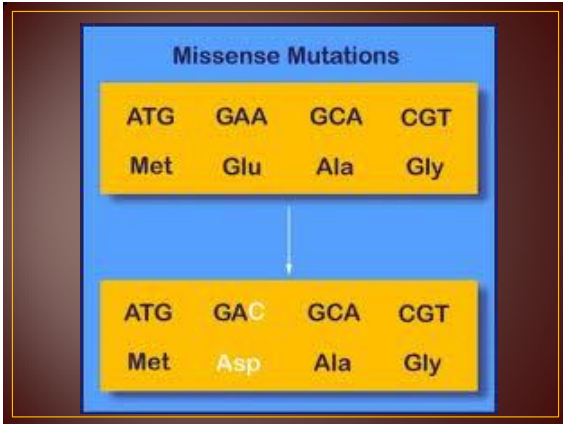 Missense Mutations
ATG GAA GCA CGT
Met Glu Ala Gly
ATG GAC GCA CGT
Met Asp Ala Gly